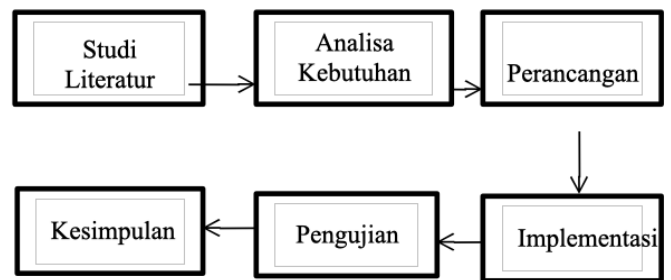 Studi
Literatur
Analisa
Kebutuhan
Perancangan
Kesimpulan
Pengujian
Implementasi